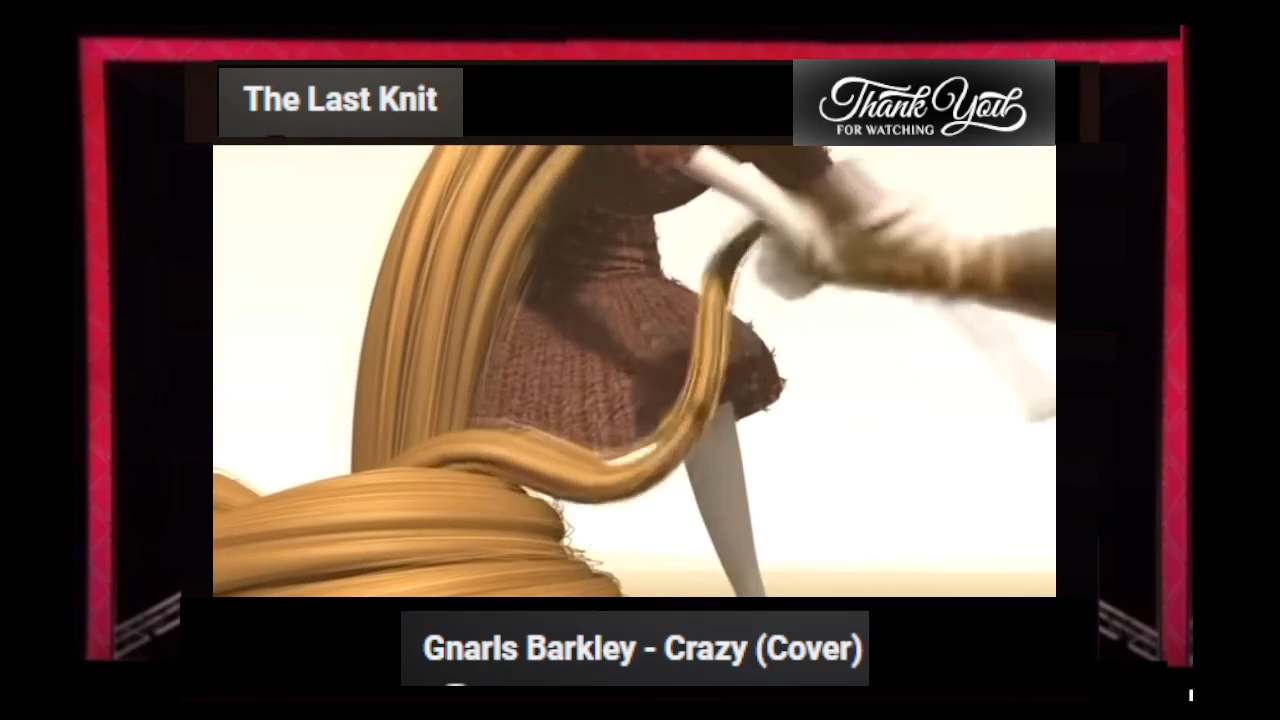 The Last Knit
Thank You
FOR WATCHING
Gnarls Barkley - Crazy (Cover)